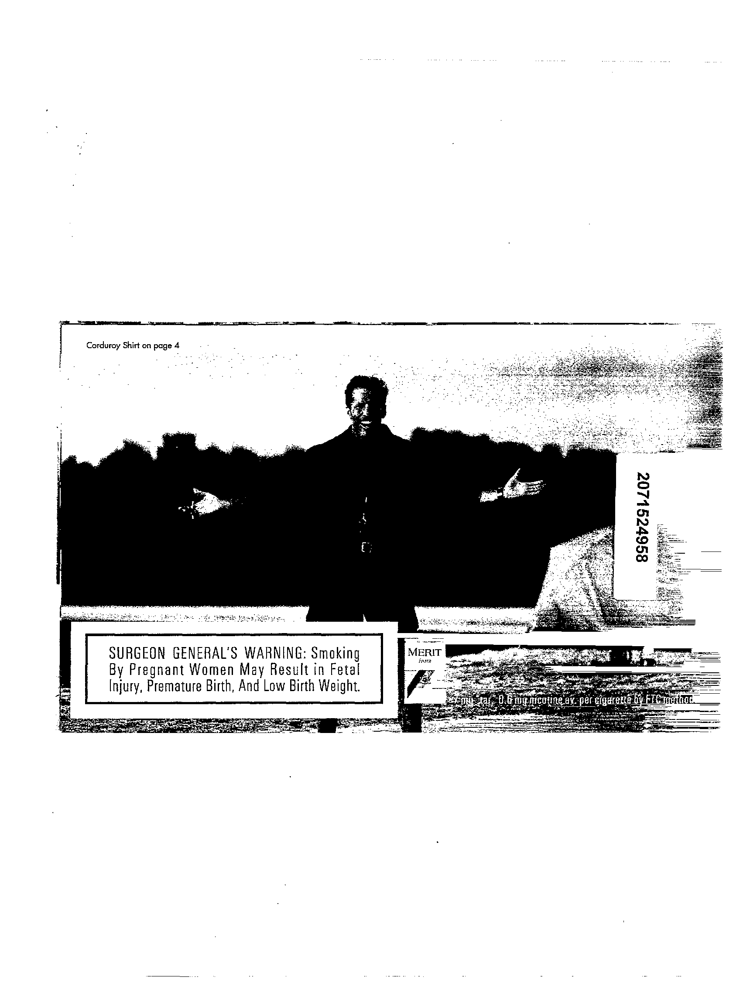 Corduroy Shirt on page 4
2071524958
SURGEON GENERAL'S WARNING: Smoking
By Pregnant Women May Result in Fetal
Injury, Premature Birth, And Low Birth Weight.
MERIT
mg "tar," 0.6 mg nicotine av. per cigarette by FTC method.